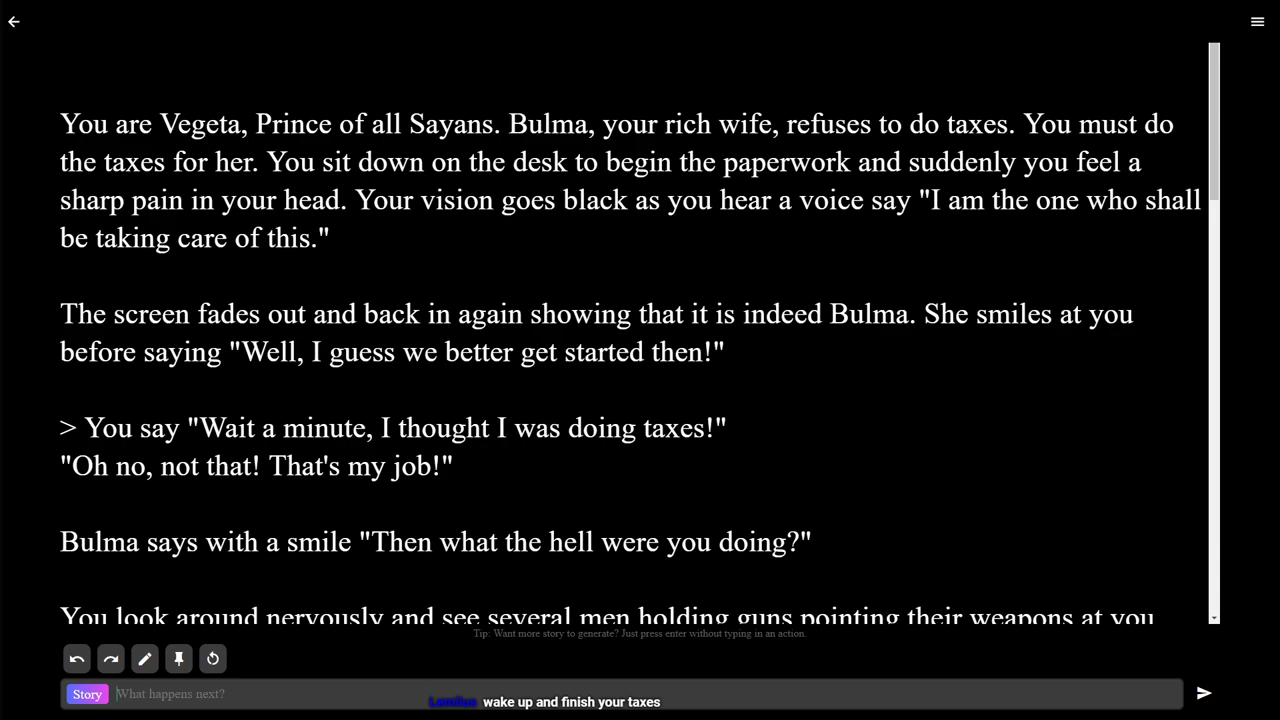 You are Vegeta, Prince of all Sayans. Bulma, your rich wife, refuses to do taxes. You must do
the taxes for her. You sit down on the desk to begin the paperwork and suddenly you feel a
sharp pain in your head. Your vision goes black as you hear a voice say "I am the one who shall
be taking care of this."
The screen fades out and back in again showing that it is indeed Bulma. She smiles at you
before saying "Well, I guess we better get started then!"
> You say "Wait a minute, I thought I was doing taxes!"
"Oh no, not that! That's my job!"
Bulma says with a smile "Then what the hell were you doing?"
You look around nervously and see several men holding guns pointing their weapons at you
Tip: Want more story to generate? Just press enter without typing in an action.
Story What happens next?
wake up and finish your taxes